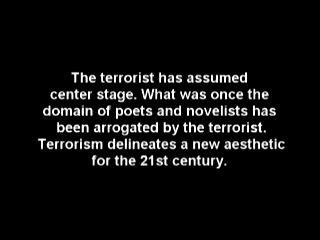 The terrorist has assumed
center stage. What was once the
domain of poets and novelists has
been arrogated by the terrorist.
Terrorism delineates a new aesthetic
for the 21st century.